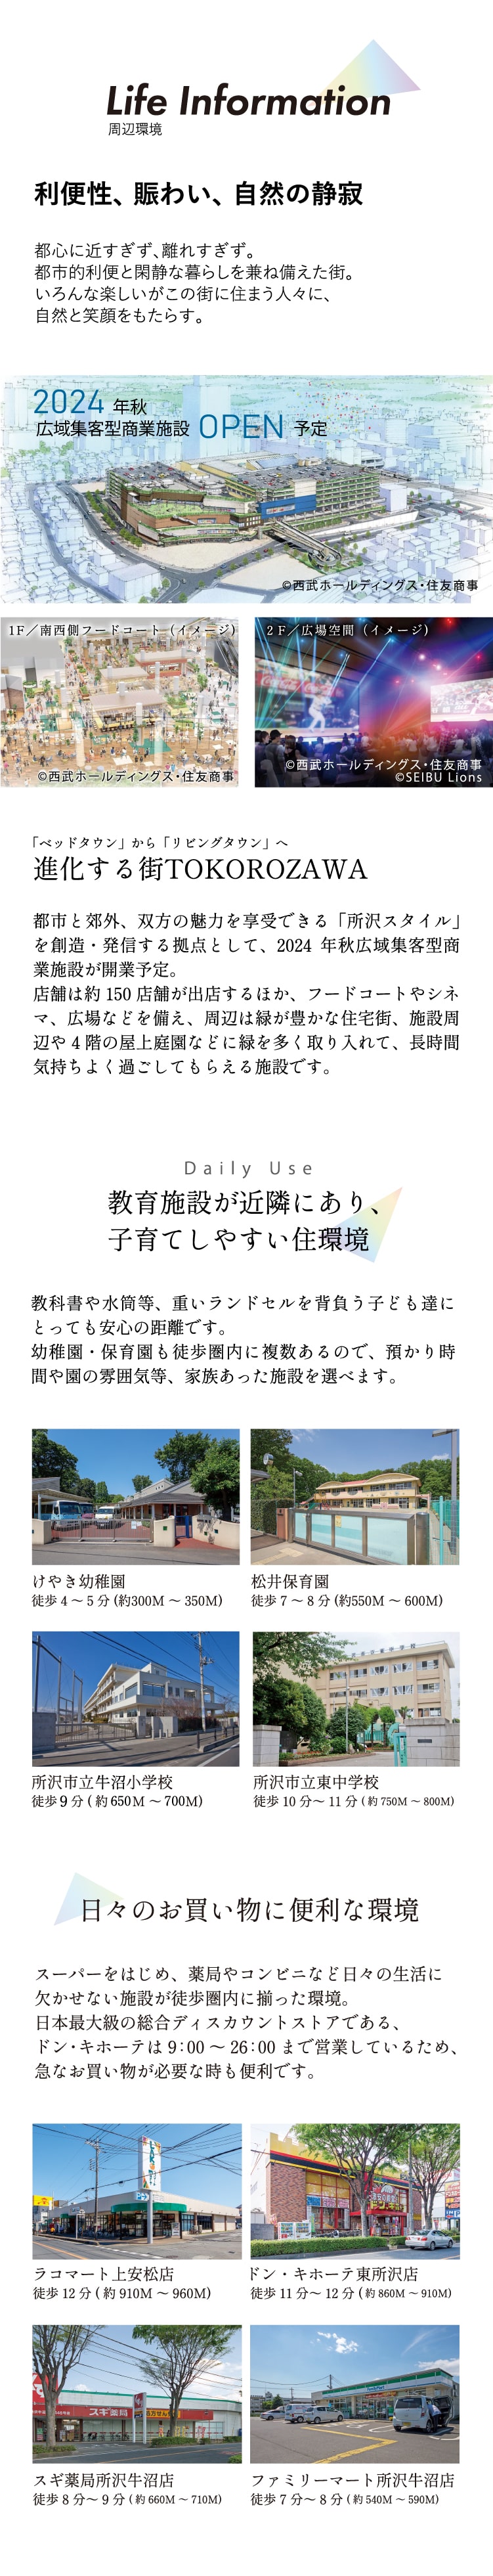 Life Information
周辺環境
利便性、賑わい、自然の静寂
都心に近すぎず、離れすぎず。
都市的利便と閑静な暮らしを兼ね備えた街。
いろんな楽しいがこの街に住まう人々に、
自然と笑顔をもたらす。
2024 年秋
広域集客型商業施設 OPEN 予定
©西武ホールディングス・住友商事
1F／南西側フードコート（イメージ）
©西武ホールディングス・住友商事
2F／広場空間（イメージ）
©西武ホールディングス・住友商事
©SEIBU Lions
「ベッドタウン」から「リビングタウン」へ
進化する街TOKOROZAWA
都市と郊外、双方の魅力を享受できる「所沢スタイル」
を創造・発信する拠点として、2024 年秋広域集客型商
業施設が開業予定。
店舗は約 150 店舗が出店するほか、フードコートやシネ
マ、広場などを備え、周辺は緑が豊かな住宅街、施設周
辺や 4 階の屋上庭園などに緑を多く取り入れて、長時間
気持ちよく過ごしてもらえる施設です。
Daily Use
教育施設が近隣にあり、
子育てしやすい住環境
教科書や水筒等、重いランドセルを背負う子ども達に
とっても安心の距離です。
幼稚園・保育園も徒歩圏内に複数あるので、預かり時
間や園の雰囲気等、家族あった施設を選べます。
けやき幼稚園
徒歩 4 〜 5 分 (約300M 〜 350M)
松井保育園
徒歩 7 〜 8 分 (約550M 〜 600M)
所沢市立牛沼小学校
徒歩 9 分 ( 約 650M 〜 700M)
所沢市立東中学校
徒歩 10 分〜 11 分 ( 約 750M 〜 800M)
日々のお買い物に便利な環境
スーパーをはじめ、薬局やコンビニなど日々の生活に
欠かせない施設が徒歩圏内に揃った環境。
日本最大級の総合ディスカウントストアである、
ドン・キホーテは 9：00 〜 26：00 まで営業しているため、
急なお買い物が必要な時も便利です。
ラコマート上安松店
徒歩 12 分 ( 約 910M 〜 960M)
ドン・キホーテ東所沢店
徒歩 11 分〜 12 分 ( 約 860M 〜 910M)
スギ薬局
スギ薬局所沢牛沼店
徒歩 8 分〜 9 分 ( 約 660M 〜 710M)
FamilyMart
ファミリーマート所沢牛沼店
徒歩 7 分〜 8 分 ( 約 540M 〜 590M)